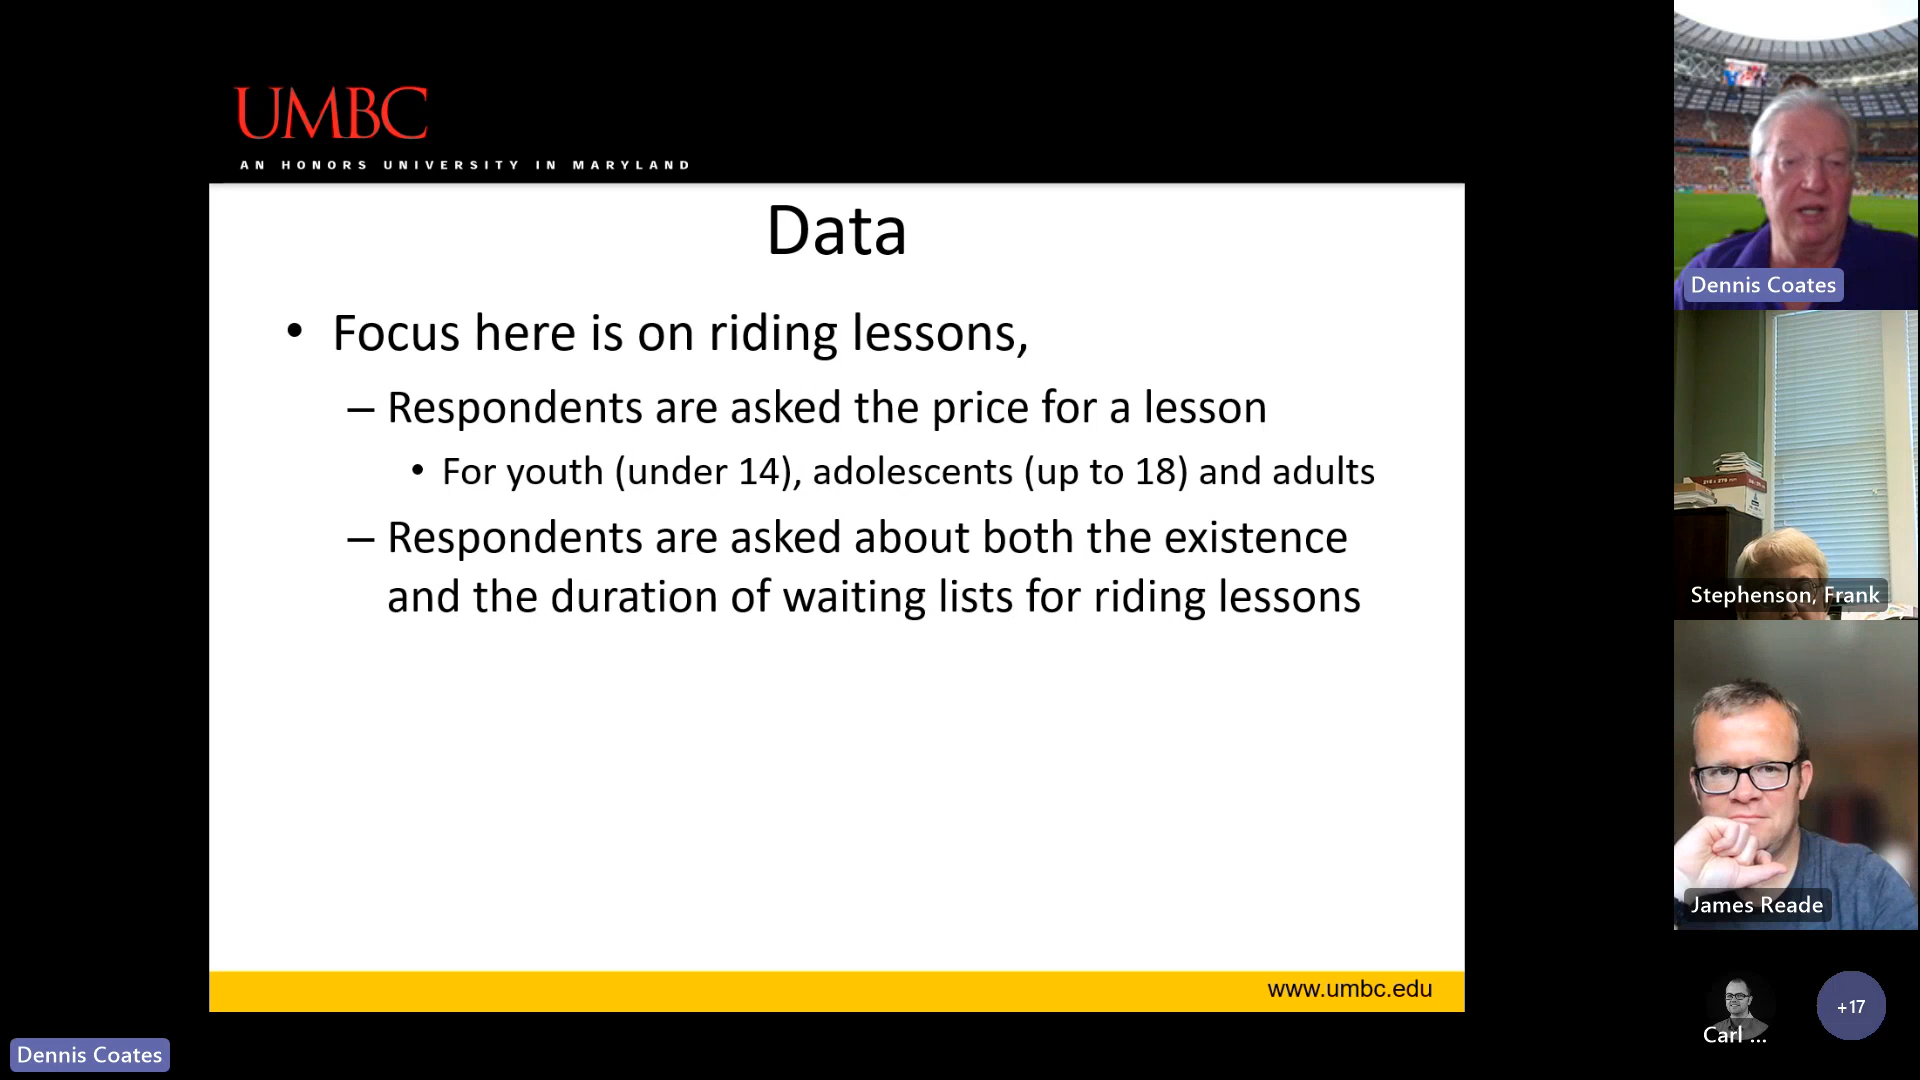 UMBC
AN HONORS UNIVERSITY IN MARYLAND
Data
• Focus here is on riding lessons,
– Respondents are asked the price for a lesson
• For youth (under 14), adolescents (up to 18) and adults
– Respondents are asked about both the existence
and the duration of waiting lists for riding lessons
www.umbc.edu
Dennis Coates
Dennis Coates
Stephenson, Frank
James Reade
Carl ...
+17